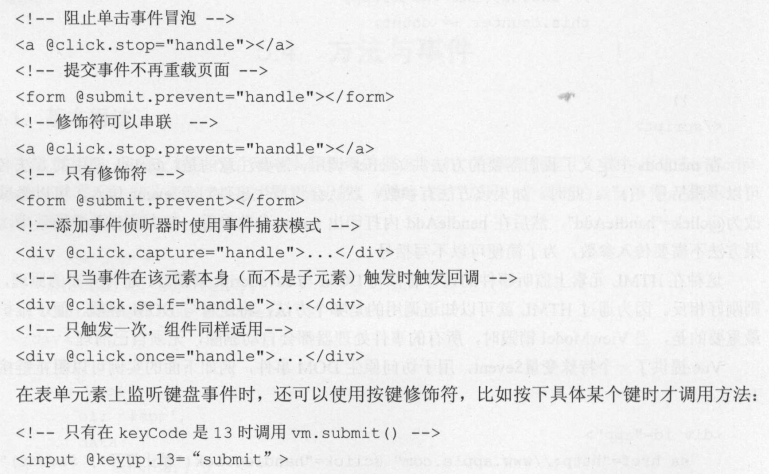 <!-- 阻止单击事件冒泡 -->
<a @click.stop="handle"></a>
<!-- 提交事件不再重载页面 -->
<form @submit.prevent="handle"></form>
<!--修饰符可以串联 -->
<a @click.stop.prevent="handle"></a>
<!--只有修饰符 -->
<form @submit.prevent></form>
<!--添加事件侦听器时使用事件捕获模式 -->
<div @click.capture="handle">...</div>
<!-- 只当事件在该元素本身（而不是子元素）触发时触发回调 -->
<div @click.self="handle">...</div>
<!-- 只触发一次，组件同样适用-->
<div @click.once="handle">...</div>
在表单元素上监听键盘事件时，还可以使用按键修饰符，比如按下具体某个键时才调用方法：
<!-- 只有在 keyCode 是 13 时调用 vm.submit() -->
<input @keyup.13=“submit”>